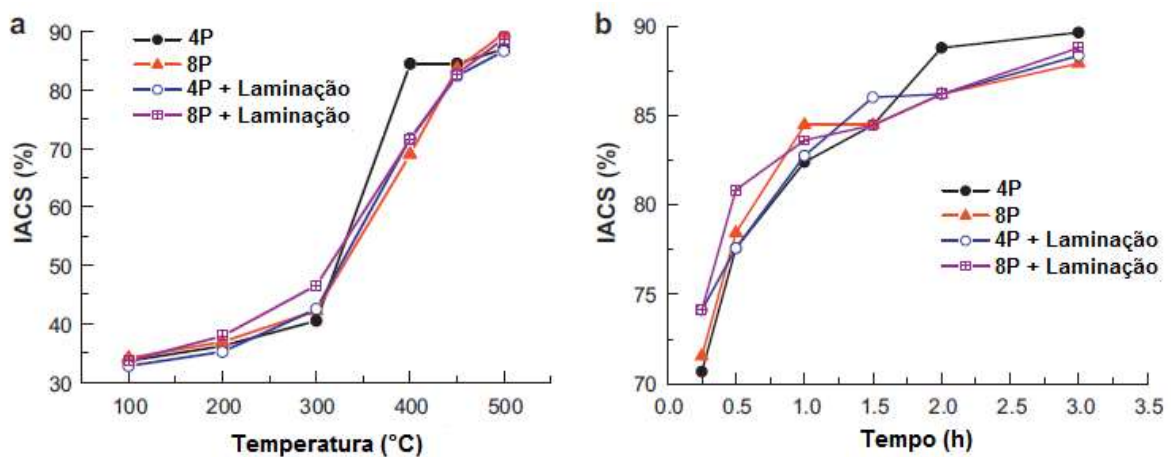 a
90
80
70
60
50
40
30
IACS (%)
4P
8P
4P + Laminação
8P + Laminação
100 200 300 400 500
Temperatura (°C)
b
90
85
80
75
70
IACS (%)
4P
8P
4P + Laminação
8P + Laminação
0.0 0.5 1.0 1.5 2.0 2.5 3.0
Tempo (h)